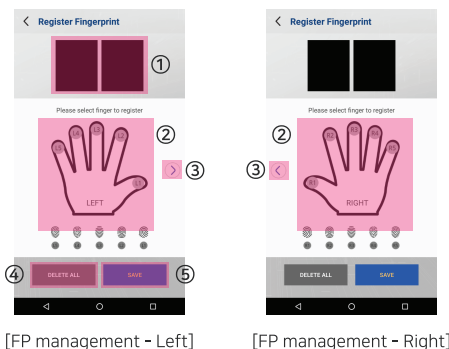 < Register Fingerprint
①
Please select finger to register
②
L5 L4 L3 L2 L1
③
LEFT
④ DELETE ALL SAVE ⑤
[FP management - Left]
< Register Fingerprint
Please select finger to register
②
R1 R2 R3 R4 R5
③
RIGHT
DELETE ALL SAVE
[FP management - Right]